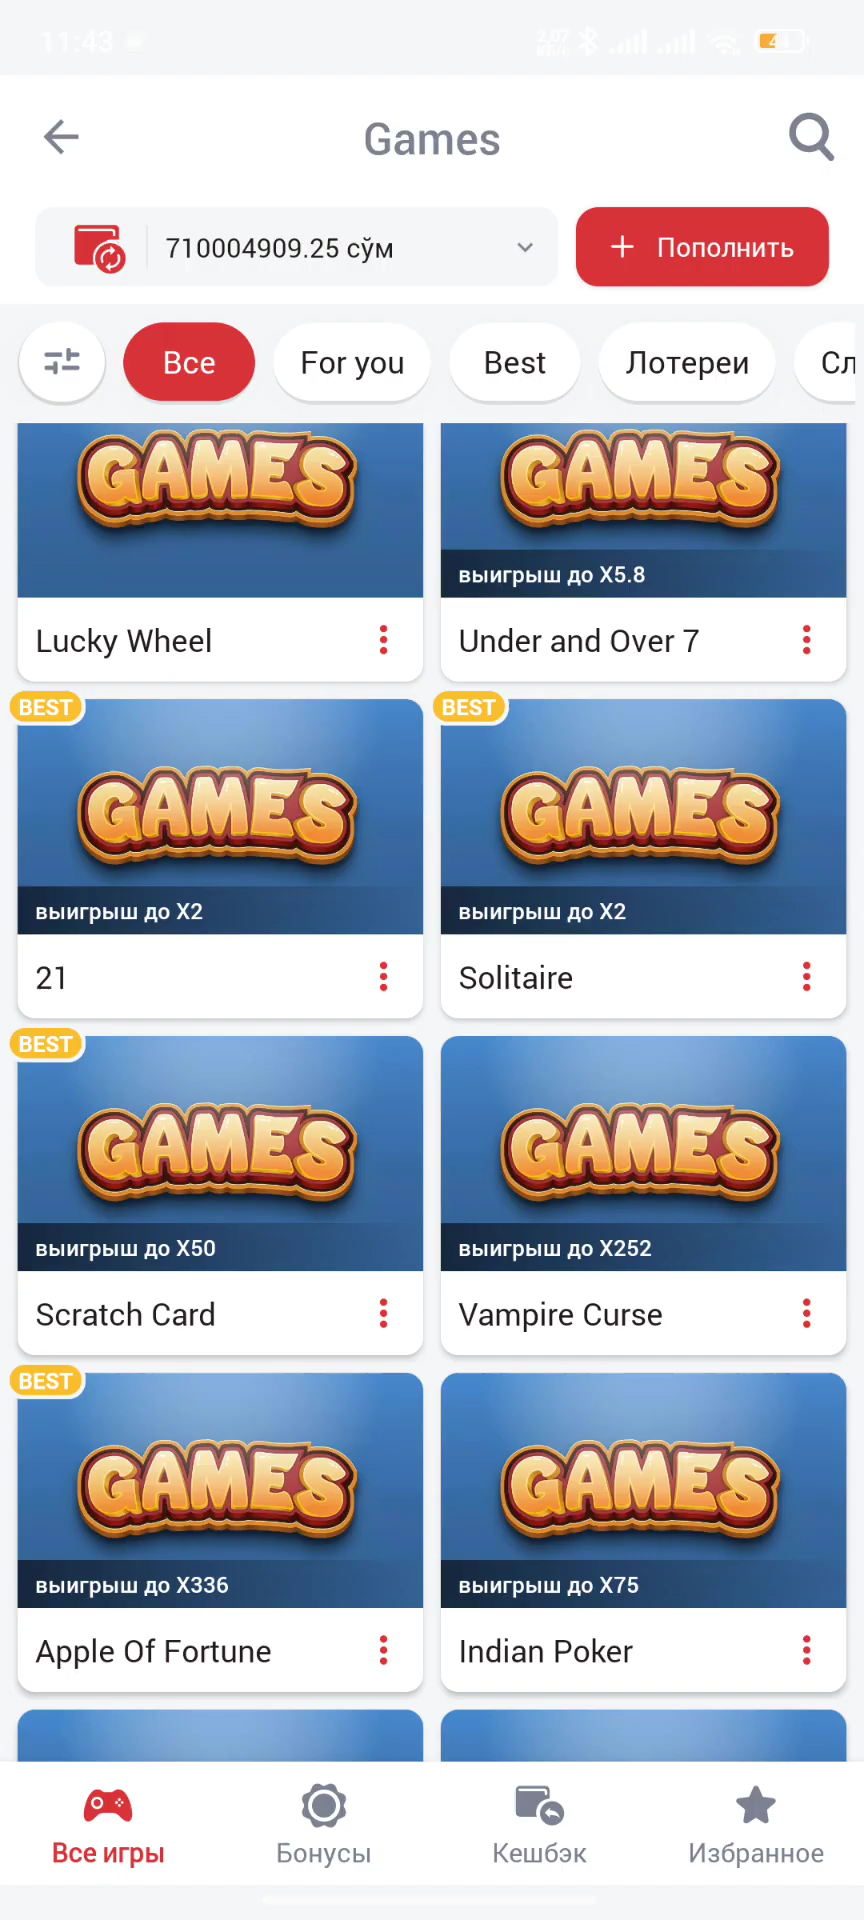 11:43
Games
710004909.25 сўм
+ Пополнить
Все
For you
Best
Лотереи
Сл
GAMES
GAMES
выигрыш до X5.8
Lucky Wheel
Under and Over 7
BEST
BEST
GAMES
GAMES
выигрыш до X2
выигрыш до X2
21
Solitaire
BEST
GAMES
GAMES
выигрыш до X50
выигрыш до X252
Scratch Card
Vampire Curse
BEST
GAMES
GAMES
выигрыш до X336
выигрыш до X75
Apple Of Fortune
Indian Poker
Все игры
Бонусы
Кешбэк
Избранное